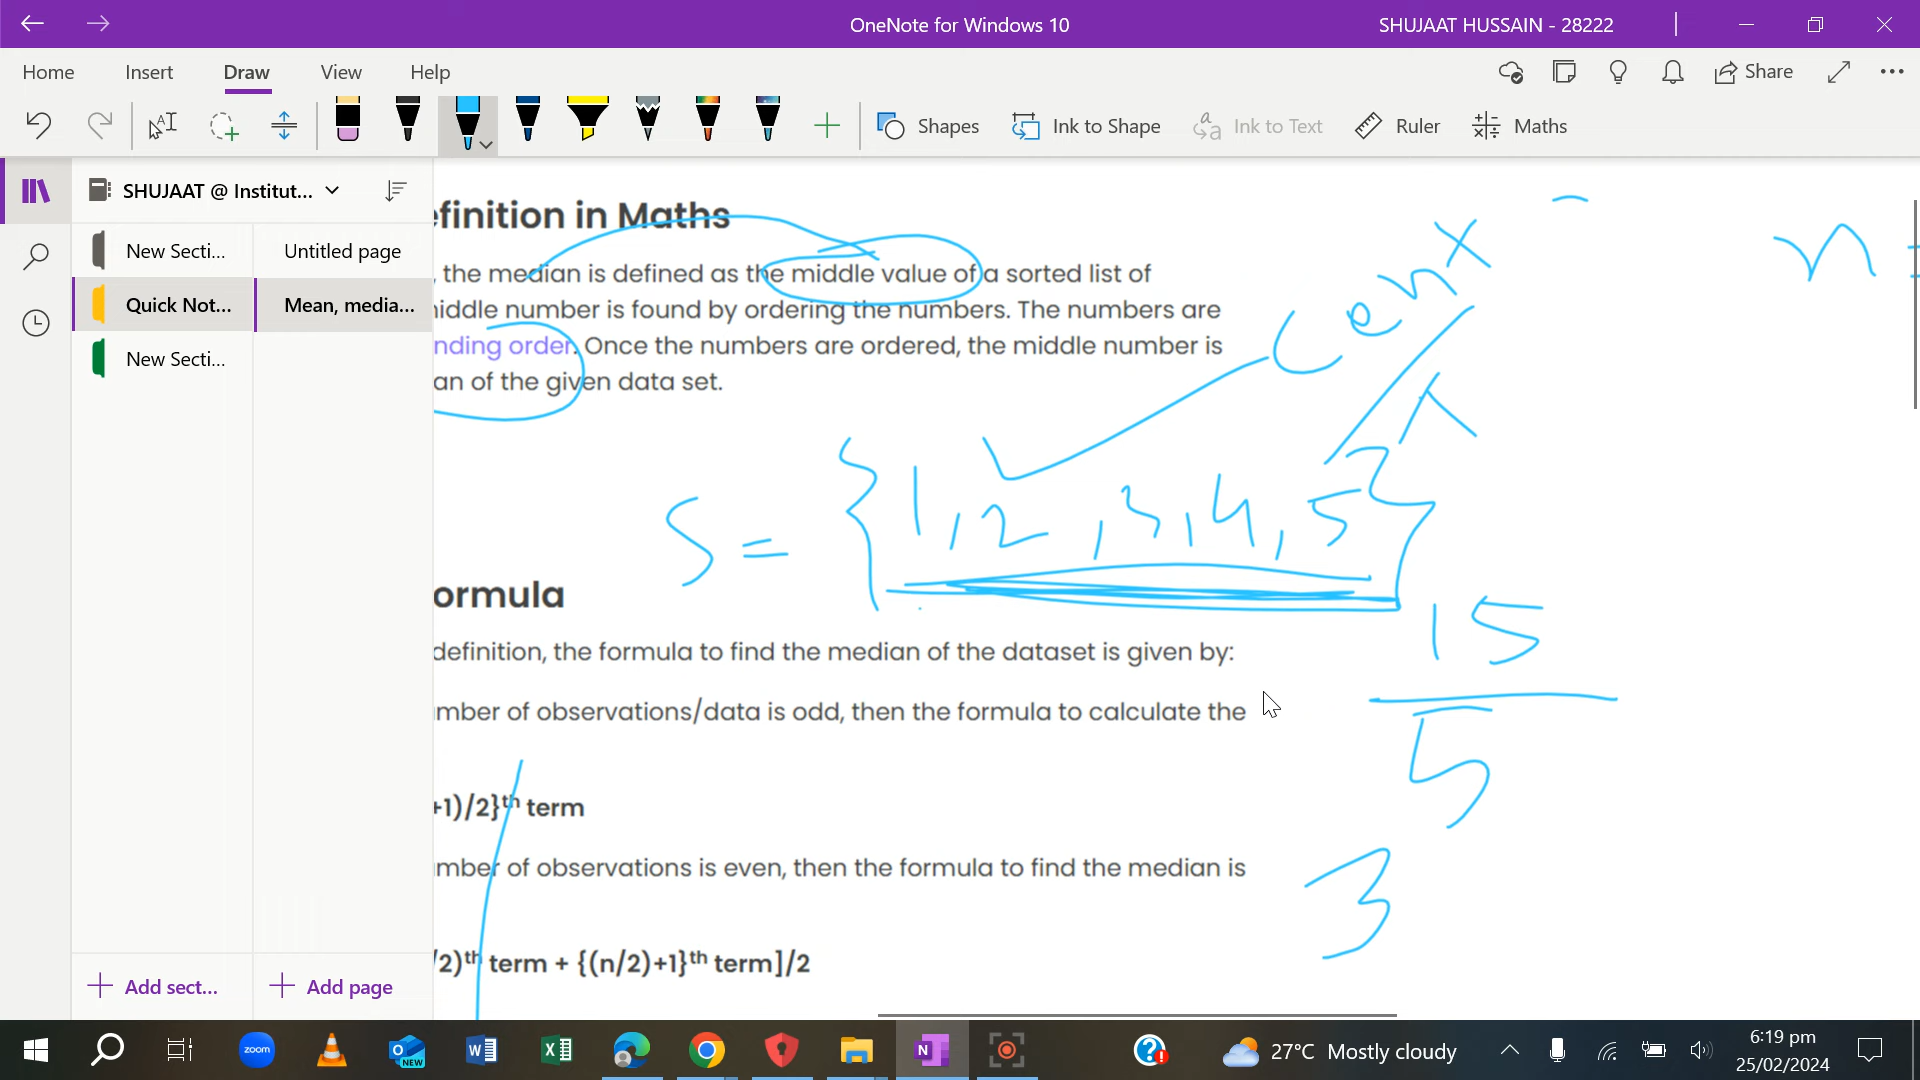 OneNote for Windows 10
SHUJAAT HUSSAIN - 28222
Home Insert Draw View Help
Share
Shapes Ink to Shape Ink to Text Ruler Maths
SHUJAAT @ Institut...
New Secti...
Quick Not...
New Secti...
Untitled page
Mean, media...
Add sect...
Add page
efinition in Maths
, the median is defined as the middle value of a sorted list of
niddle number is found by ordering the numbers. The numbers are
nding order. Once the numbers are ordered, the middle number is
an of the given data set.
n =
S = {1, 2, 3, 4, 5}
15
5
3
ormula
definition, the formula to find the median of the dataset is given by:
mber of observations/data is odd, then the formula to calculate the
+1)/2}th term
mber of observations is even, then the formula to find the median is
/2)th term + {(n/2)+1}th term]/2
zoom
NEW
27°C Mostly cloudy
6:19 pm
25/02/2024